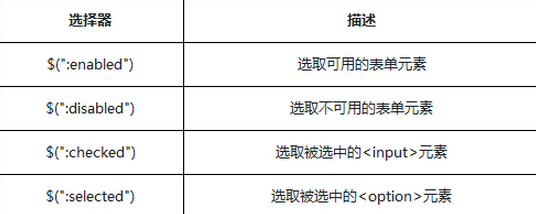 选择器 描述
$(":enabled") 选取可用的表单元素
$(":disabled") 选取不可用的表单元素
$(":checked") 选取被选中的<input>元素
$(":selected") 选取被选中的<option>元素